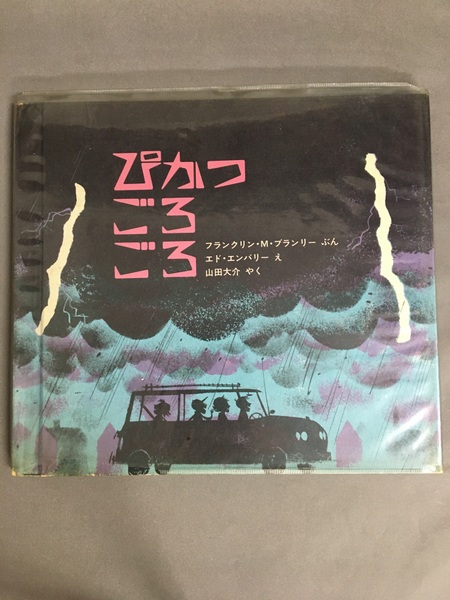 ぴかっ
ごろ
ごろ
フランクリン・M・ブランリー ぶん
エド・エンバリー え
山田大介 やく